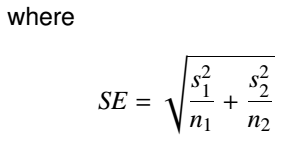 where
SE = √(s₁²/n₁ + s₂²/n₂)